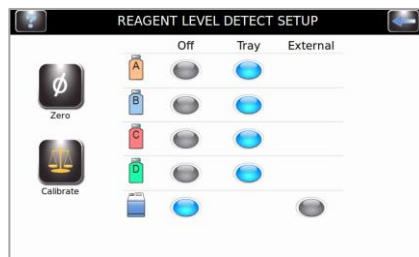 REAGENT LEVEL DETECT SETUP
Off Tray External
A
Zero
B
C
D
Calibrate